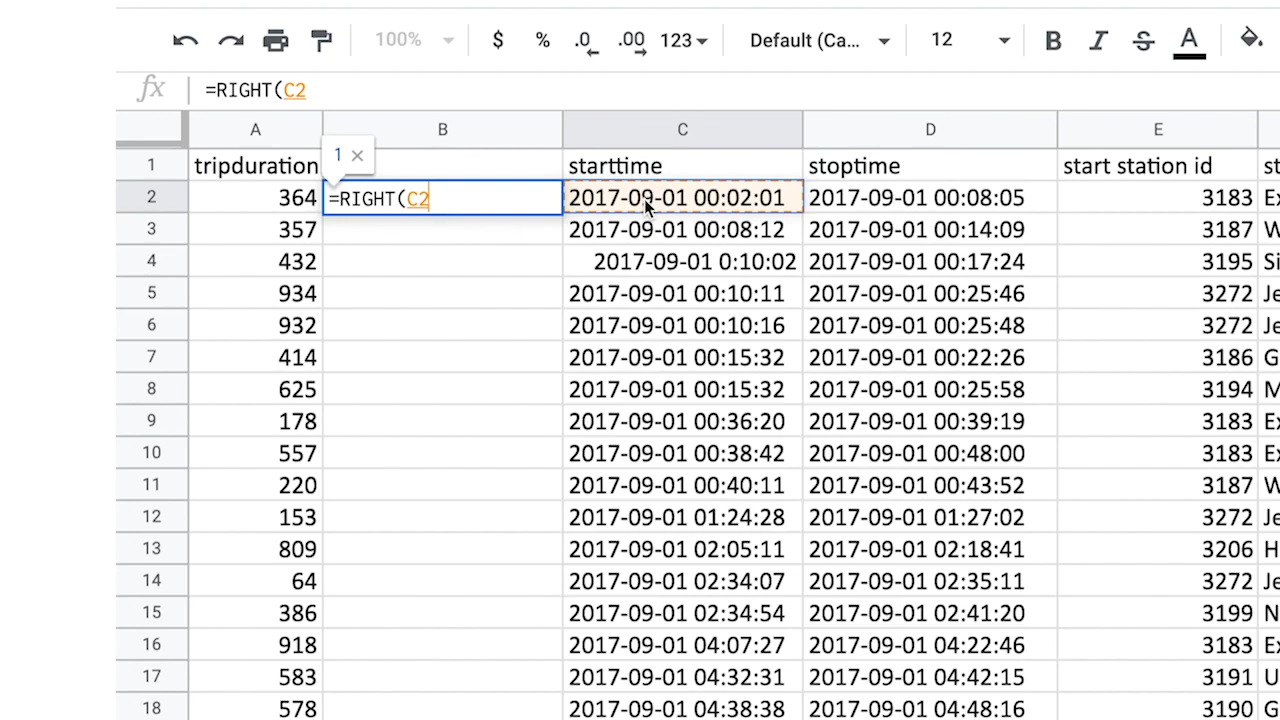 $ % .0 .00 123 Default (Ca... 12 B I S A
100%
fx =RIGHT(C2
A B C D E
1 ×
1 tripduration starttime stoptime start station id st
2 364 =RIGHT(C2 2017-09-01 00:02:01 2017-09-01 00:08:05 3183 Ex
3 357 2017-09-01 00:08:12 2017-09-01 00:14:09 3187 W
4 432 2017-09-01 0:10:02 2017-09-01 00:17:24 3195 Si
5 934 2017-09-01 00:10:11 2017-09-01 00:25:46 3272 Je
6 932 2017-09-01 00:10:16 2017-09-01 00:25:48 3272 Je
7 414 2017-09-01 00:15:32 2017-09-01 00:22:26 3186 G
8 625 2017-09-01 00:15:32 2017-09-01 00:25:58 3194 M
9 178 2017-09-01 00:36:20 2017-09-01 00:39:19 3183 Ex
10 557 2017-09-01 00:38:42 2017-09-01 00:48:00 3183 Ex
11 220 2017-09-01 00:40:11 2017-09-01 00:43:52 3187 W
12 153 2017-09-01 01:24:28 2017-09-01 01:27:02 3272 Je
13 809 2017-09-01 02:05:11 2017-09-01 02:18:41 3206 H
14 64 2017-09-01 02:34:07 2017-09-01 02:35:11 3272 Je
15 386 2017-09-01 02:34:54 2017-09-01 02:41:20 3199 N
16 918 2017-09-01 04:07:27 2017-09-01 04:22:46 3183 Ex
17 583 2017-09-01 04:32:31 2017-09-01 04:42:15 3191 U
18 578 2017-09-01 04:38:38 2017-09-01 04:48:16 3190 G